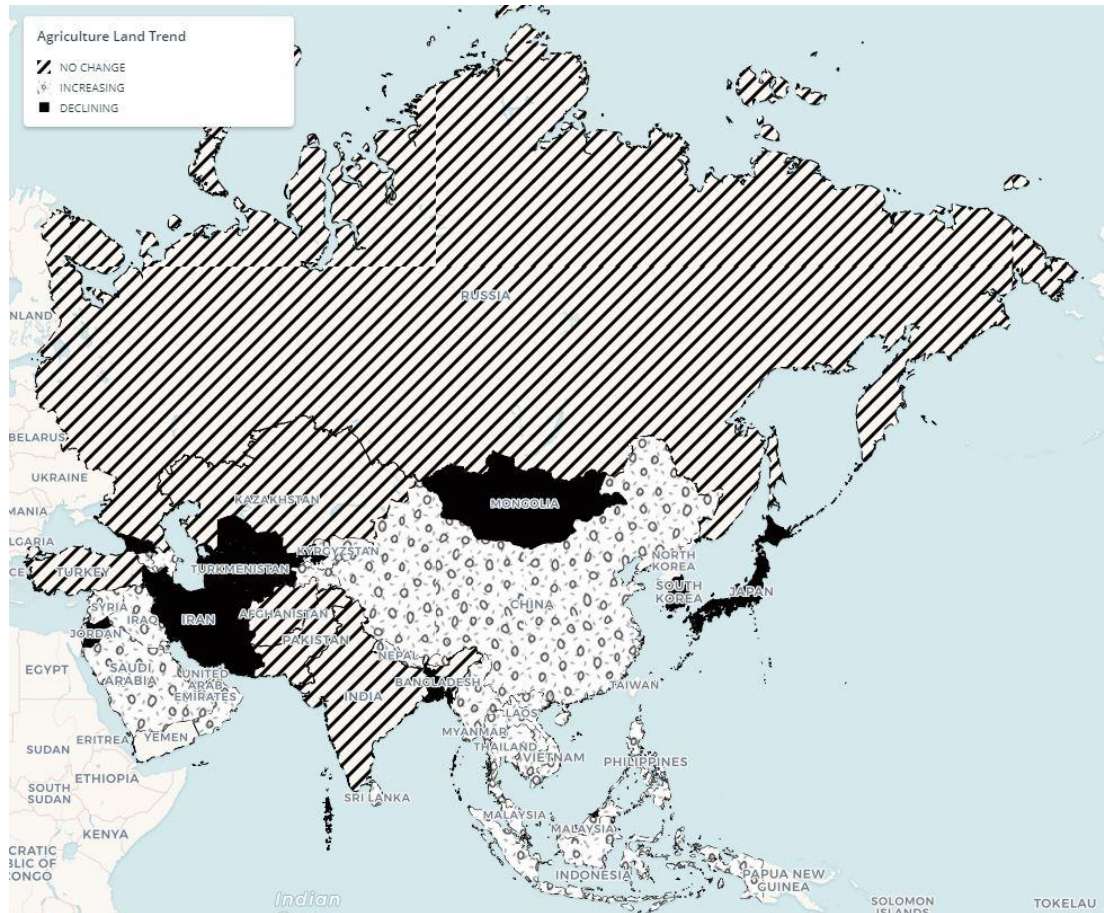 Agriculture Land Trend
NO CHANGE
INCREASING
DECLINING
RUSSIA
NLAND
BELARUS
UKRAINE
MANIA
LGARIA
CE
TURKEY
KAZAKHSTAN
KYRGYZSTAN
TURKMENISTAN
MONGOLIA
NORTH
KOREA
SOUTH
KOREA
JAPAN
CHINA
SYRIA
IRAQ
IRAN
JORDAN
AFGHANISTAN
PAKISTAN
NEPAL
BANGLADESH
INDIA
EGYPT
SAUDI
ARABIA
UNITED
ARAB
EMIRATES
TAIWAN
LAOS
MYANMAR
THAILAND
VIETNAM
PHILIPPINES
YEMEN
ERITREA
SUDAN
ETHIOPIA
SOUTH
SUDAN
KENYA
SRI LANKA
MALAYSIA
MALAYSIA
INDONESIA
PAPUA NEW
GUINEA
CRATIC
BLIC OF
CONGO
Indian
SOLOMON
ISLANDS
TOKELAU